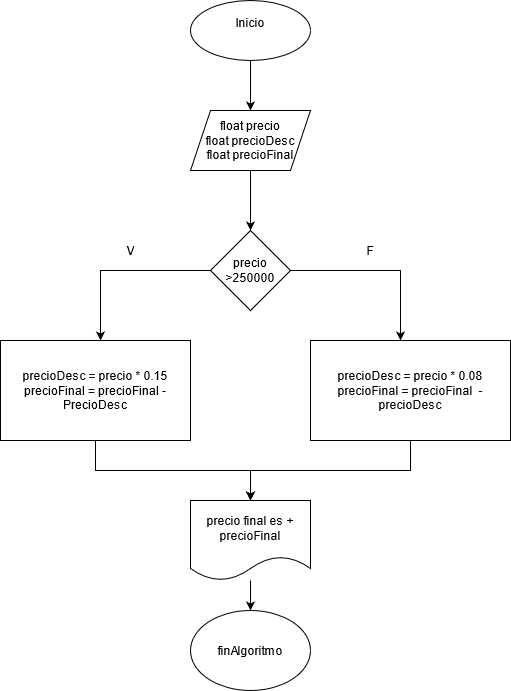 Inicio
float precio
float precioDesc
float precioFinal
V
F
precio
>250000
precioDesc = precio * 0.15
precioFinal = precioFinal -
PrecioDesc
precioDesc = precio * 0.08
precioFinal = precioFinal -
precioDesc
precio final es +
precioFinal
finAlgoritmo